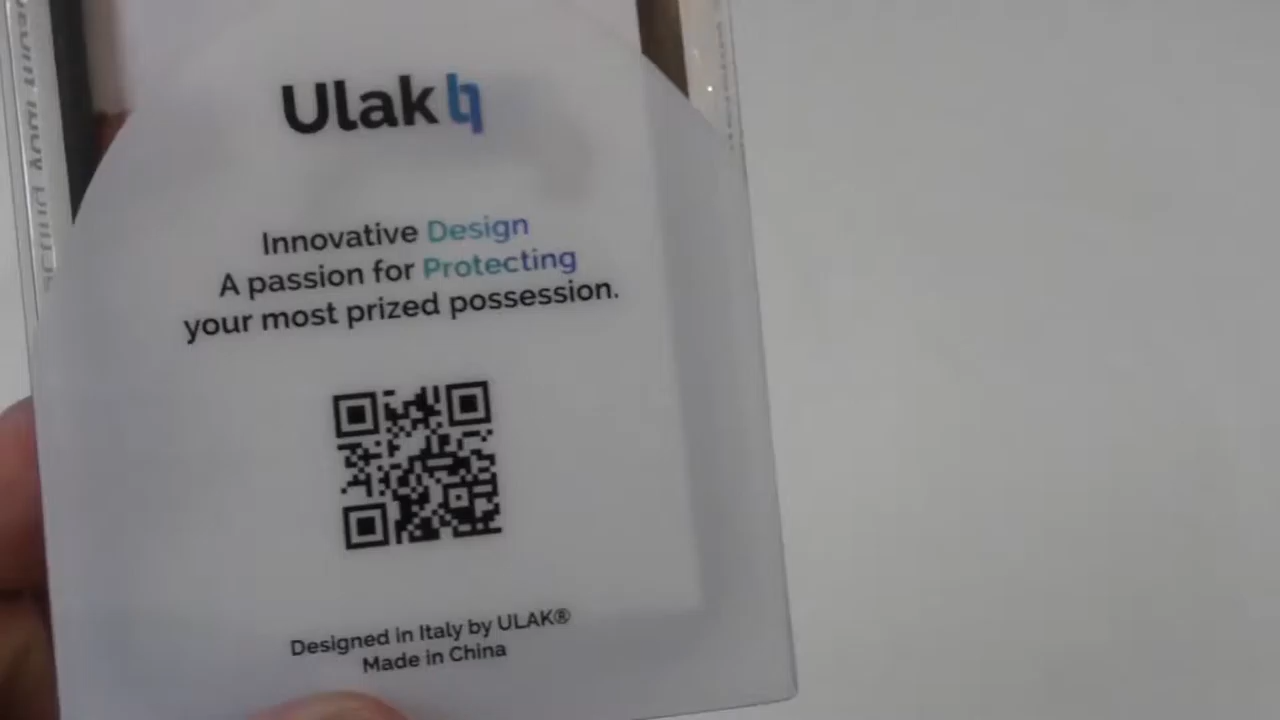 Ulak
Innovative Design
A passion for Protecting
your most prized possession.
Designed in Italy by ULAK®
Made in China